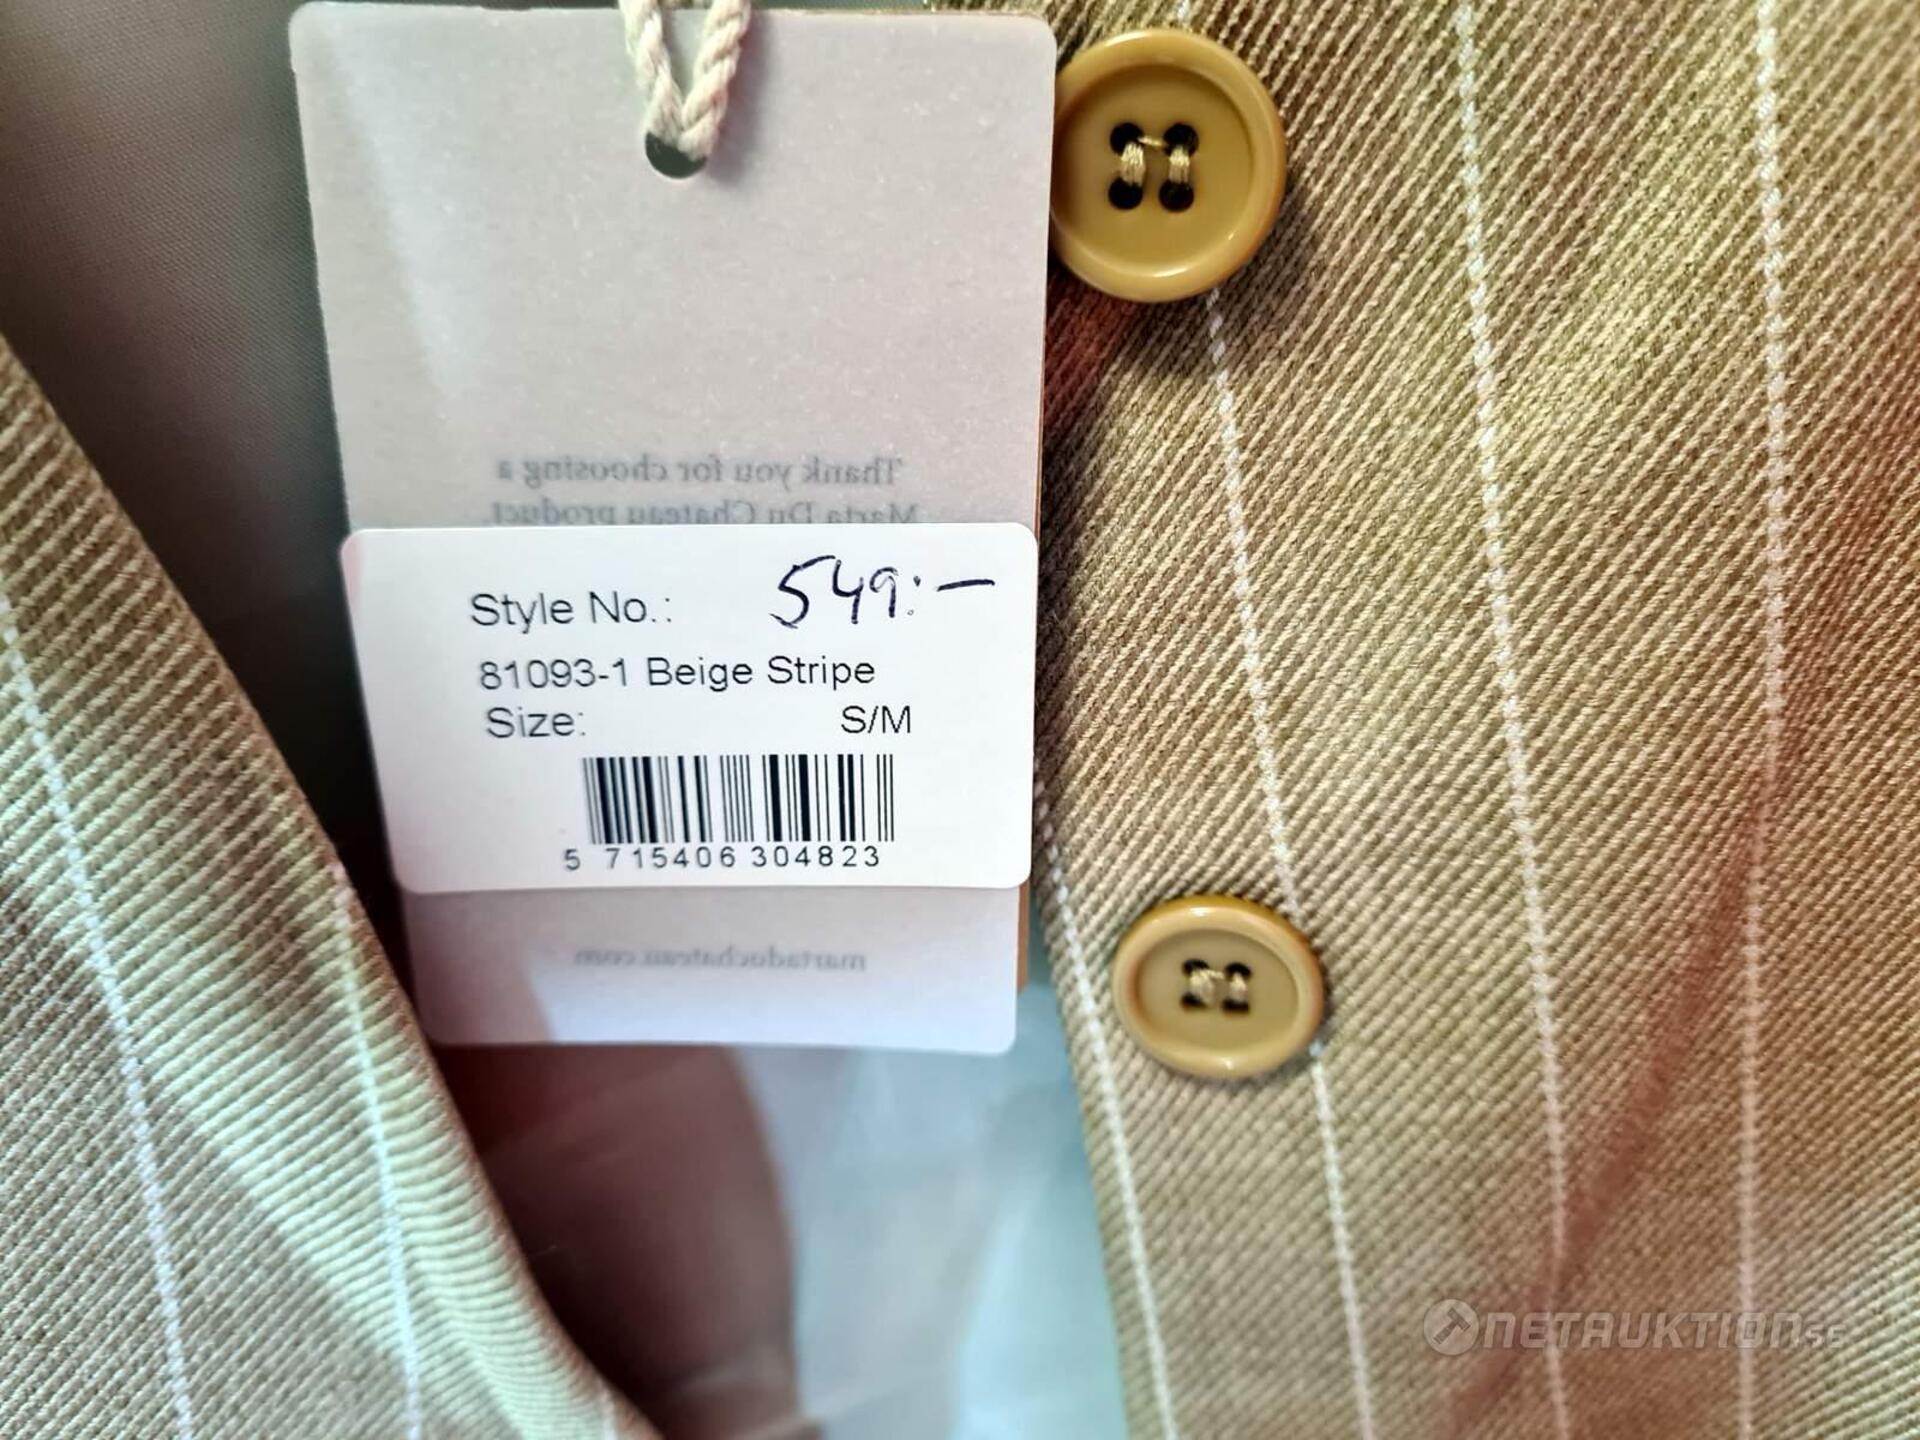 Thank you for choosing a
Marta Du Chateau product.
Style No.: 549:-
81093-1 Beige Stripe
Size: S/M
5 715406 304823
martaduchateau.com
NETAUKTION.SE